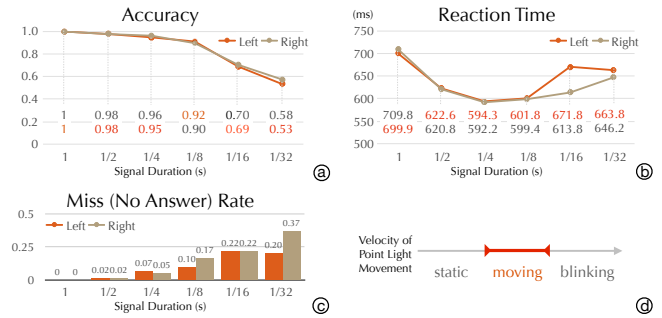 Accuracy
1.0
0.8
0.6
0.4
0.2
0
Left Right
1 0.98 0.96 0.92 0.70 0.58
1 0.98 0.95 0.90 0.69 0.53
1 1/2 1/4 1/8 1/16 1/32
Signal Duration (s)
a
(ms) Reaction Time
750
700
650
600
550
500
Left Right
709.8 622.6 594.3 601.8 671.8 663.8
699.9 620.8 592.2 599.4 613.8 646.2
1 1/2 1/4 1/8 1/16 1/32
Signal Duration (s)
b
Miss (No Answer) Rate
0.5
0.25
0
Left Right
0 0 0.02 0.02 0.07 0.05 0.10 0.17 0.22 0.22 0.20 0.37
1 1/2 1/4 1/8 1/16 1/32
Signal Duration (s)
c
Velocity of
Point Light
Movement
static moving blinking
d